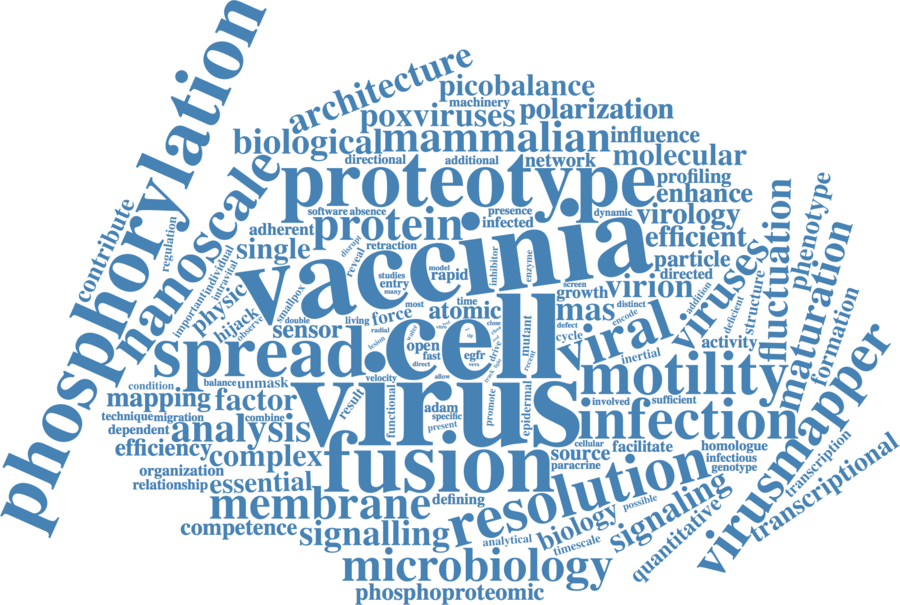 phosphorylation
architecture
picobalance
machinery
poxviruses
polarization
biological
mammalian
influence
directional
additional
network
molecular
nanoscale
proteotype
profiling
enhance
contribute
regulation
software
absence
presence
dynamic
virology
adherent
protein
infected
efficient
single
disrupt
reveal
retraction
vaccinia
inhibitor
enzyme
particle
directed
important
individual
intravital
physic
smallpox
studies
model
entry
rapid
many
screen
growth
virion
addition
viruses
fluctuation
phenotype
hijack
observe
double
living
force
most
time
atomic
close
mas
distinct
encode
deficient
structure
maturation
sensor
radial
lesion
water
open
fast
direct
cell
egfr
vero
drive
mutant
recent
defect
cycle
viral
activity
formation
spread
inertial
condition
balance
unmask
velocity
allow
track
light
motility
mapping
factor
result
functional
virus
adam
specific
present
promote
epidermal
involved
sufficient
technique
migration
combine
infection
virusmapper
dependent
analysis
efficiency
complex
fusion
cellular
source
facilitate
homologue
paracrine
infectious
genotype
transcription
transcriptional
organization
relationship
essential
membrane
defining
resolution
possible
signaling
quantitative
competence
signalling
analytical
biology
timescale
microbiology
phosphoproteomic